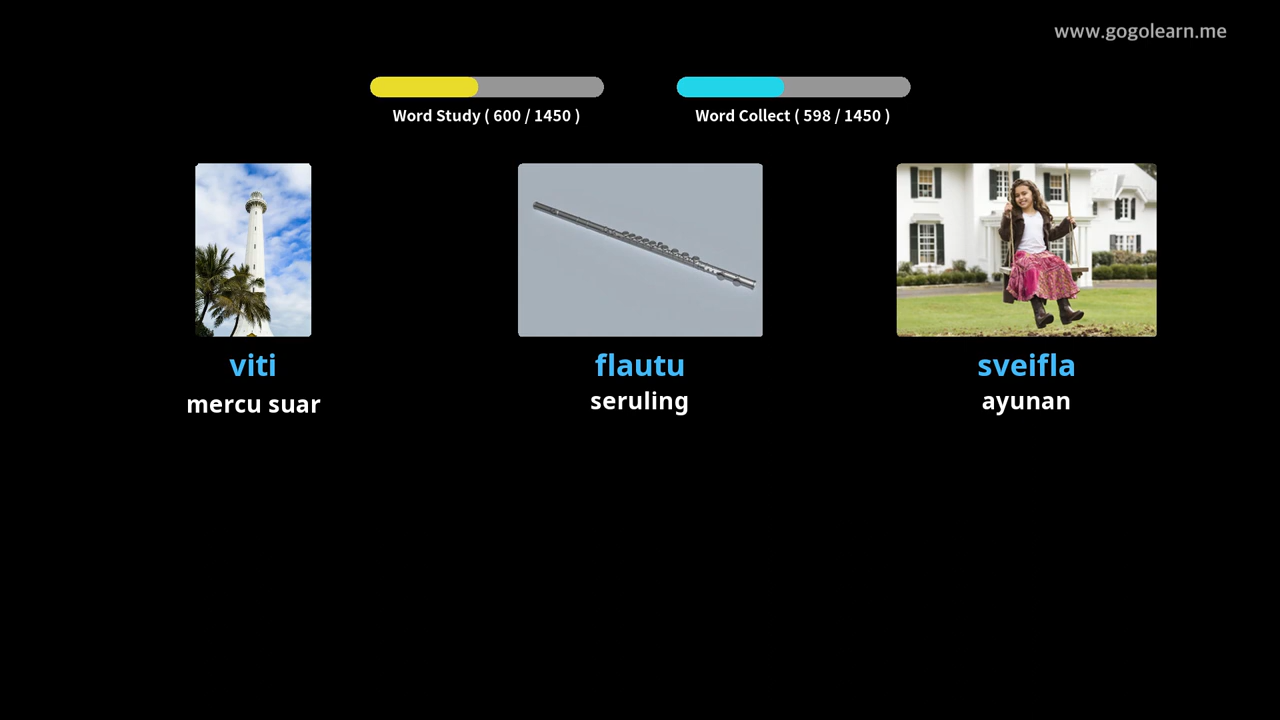 www.gogolearn.me
Word Study ( 600 / 1450 )
Word Collect ( 598 / 1450 )
viti
mercu suar
flautu
seruling
sveifla
ayunan